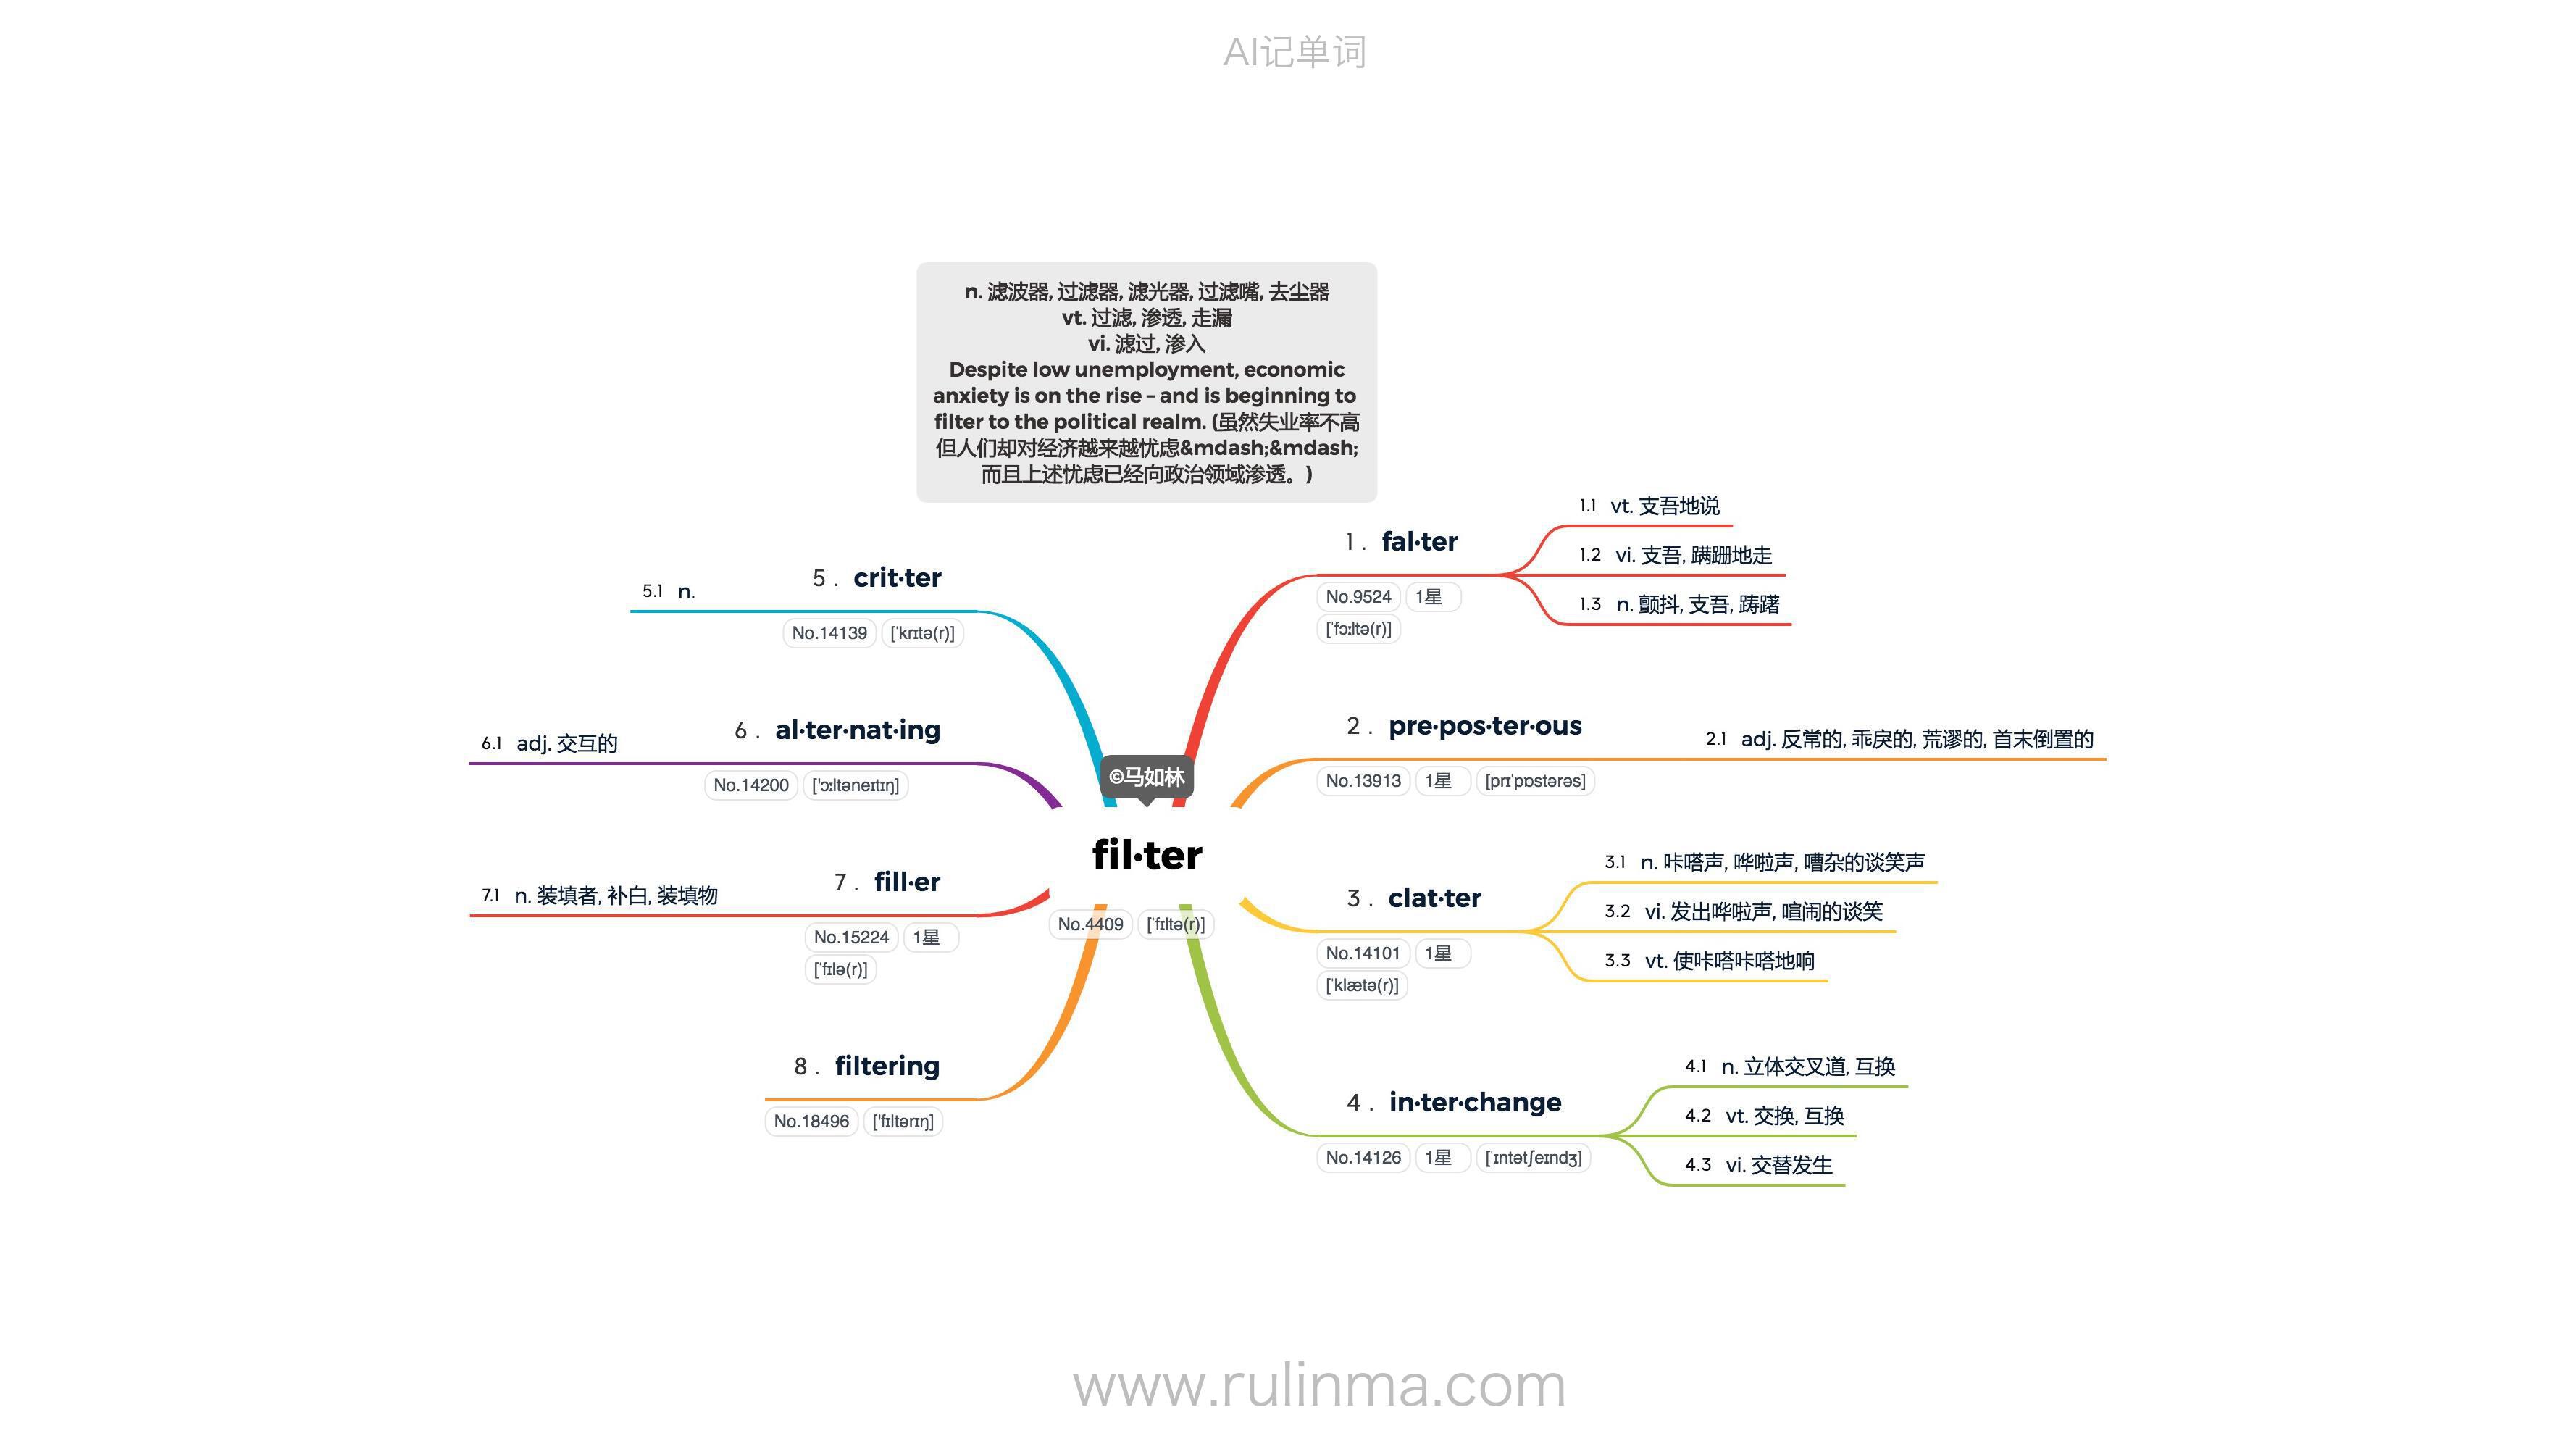 AI记单词
n. 滤波器, 过滤器, 滤光器, 过滤嘴, 去尘器
vt. 过滤, 渗透, 走漏
vi. 滤过, 渗入
Despite low unemployment, economic
anxiety is on the rise – and is beginning to
filter to the political realm. (虽然失业率不高
但人们却对经济越来越忧虑&mdash;&mdash;
而且上述忧虑已经向政治领域渗透。)
©马如林
fil·ter
No.4409 [ˈfɪltə(r)]
1 . fal·ter
No.9524 1星
[ˈfɔːltə(r)]
1.1 vt. 支吾地说
1.2 vi. 支吾, 蹒跚地走
1.3 n. 颤抖, 支吾, 踌躇
2 . pre·pos·ter·ous
No.13913 1星 [prɪˈpɒstərəs]
2.1 adj. 反常的, 乖戾的, 荒谬的, 首末倒置的
3 . clat·ter
No.14101 1星
[ˈklætə(r)]
3.1 n. 咔嗒声, 哗啦声, 嘈杂的谈笑声
3.2 vi. 发出哗啦声, 喧闹的谈笑
3.3 vt. 使咔嗒咔嗒地响
4 . in·ter·change
No.14126 1星 [ˈɪntətʃeɪndʒ]
4.1 n. 立体交叉道, 互换
4.2 vt. 交换, 互换
4.3 vi. 交替发生
5 . crit·ter
No.14139 [ˈkrɪtə(r)]
5.1 n.
6 . al·ter·nat·ing
No.14200 ['ɔːltəneɪtɪŋ]
6.1 adj. 交互的
7 . fill·er
No.15224 1星
[ˈfɪlə(r)]
7.1 n. 装填者, 补白, 装填物
8 . filtering
No.18496 ['fɪltərɪŋ]
www.rulinma.com